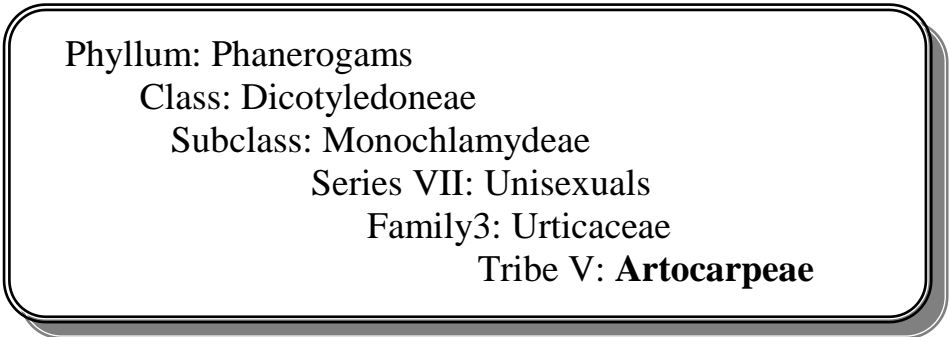 Phyllum: Phanerogams
Class: Dicotyledoneae
Subclass: Monochlamydeae
Series VII: Unisexuals
Family3: Urticaceae
Tribe V: Artocarpeae